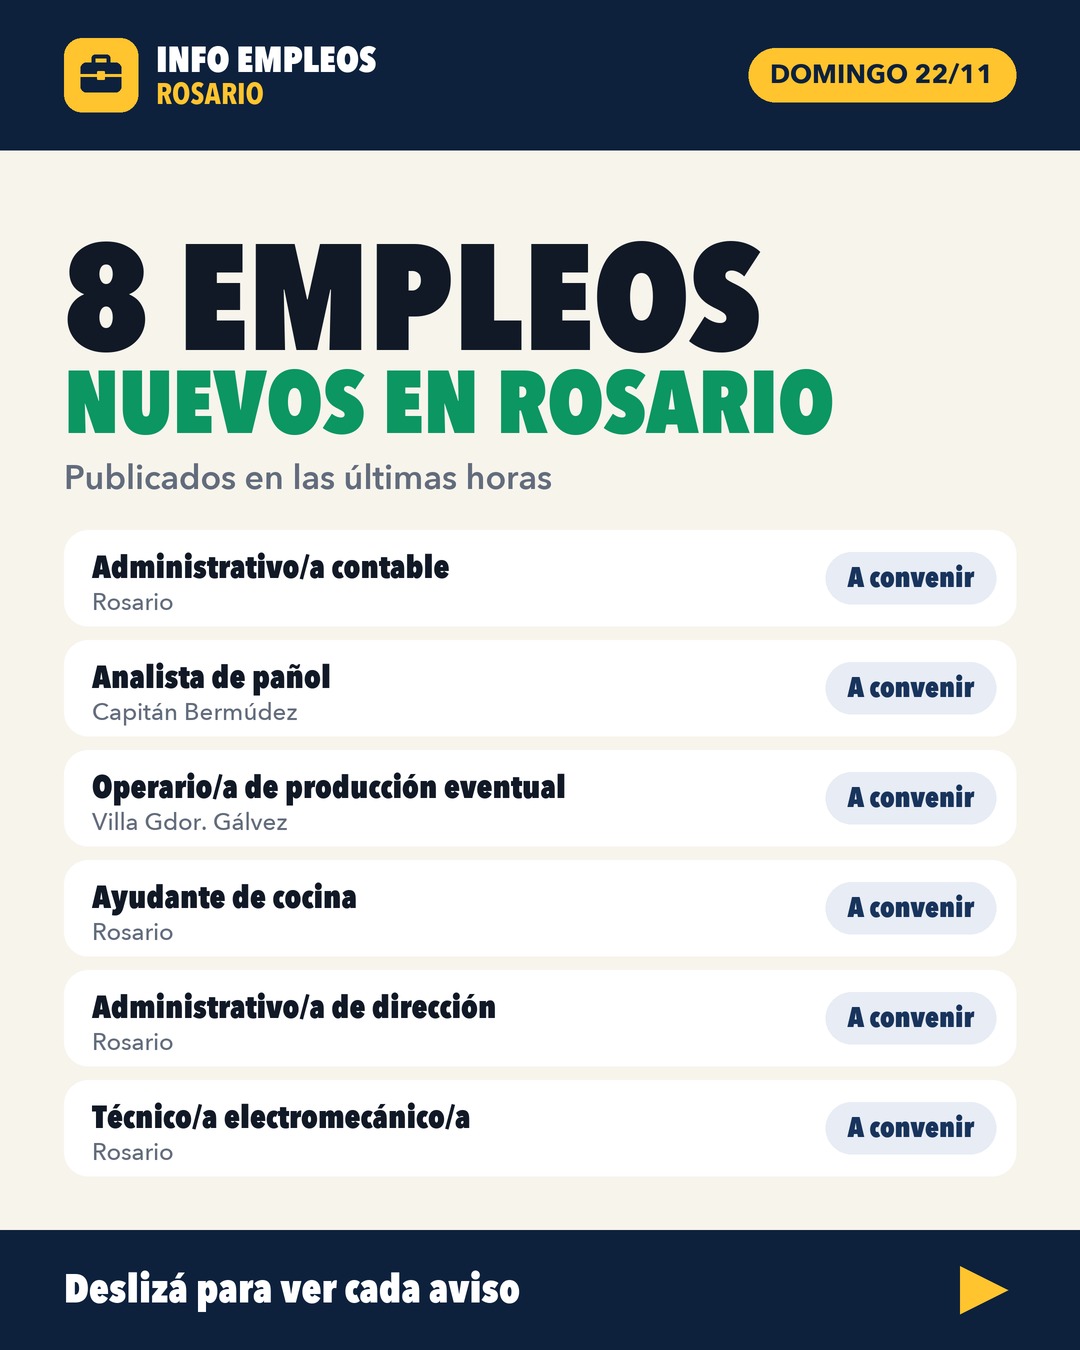 INFO EMPLEOS
ROSARIO
DOMINGO 22/11
8 EMPLEOS
NUEVOS EN ROSARIO
Publicados en las últimas horas
Administrativo/a contable
Rosario
A convenir
Analista de pañol
Capitán Bermúdez
A convenir
Operario/a de producción eventual
Villa Gdor. Gálvez
A convenir
Ayudante de cocina
Rosario
A convenir
Administrativo/a de dirección
Rosario
A convenir
Técnico/a electromecánico/a
Rosario
A convenir
Deslizá para ver cada aviso